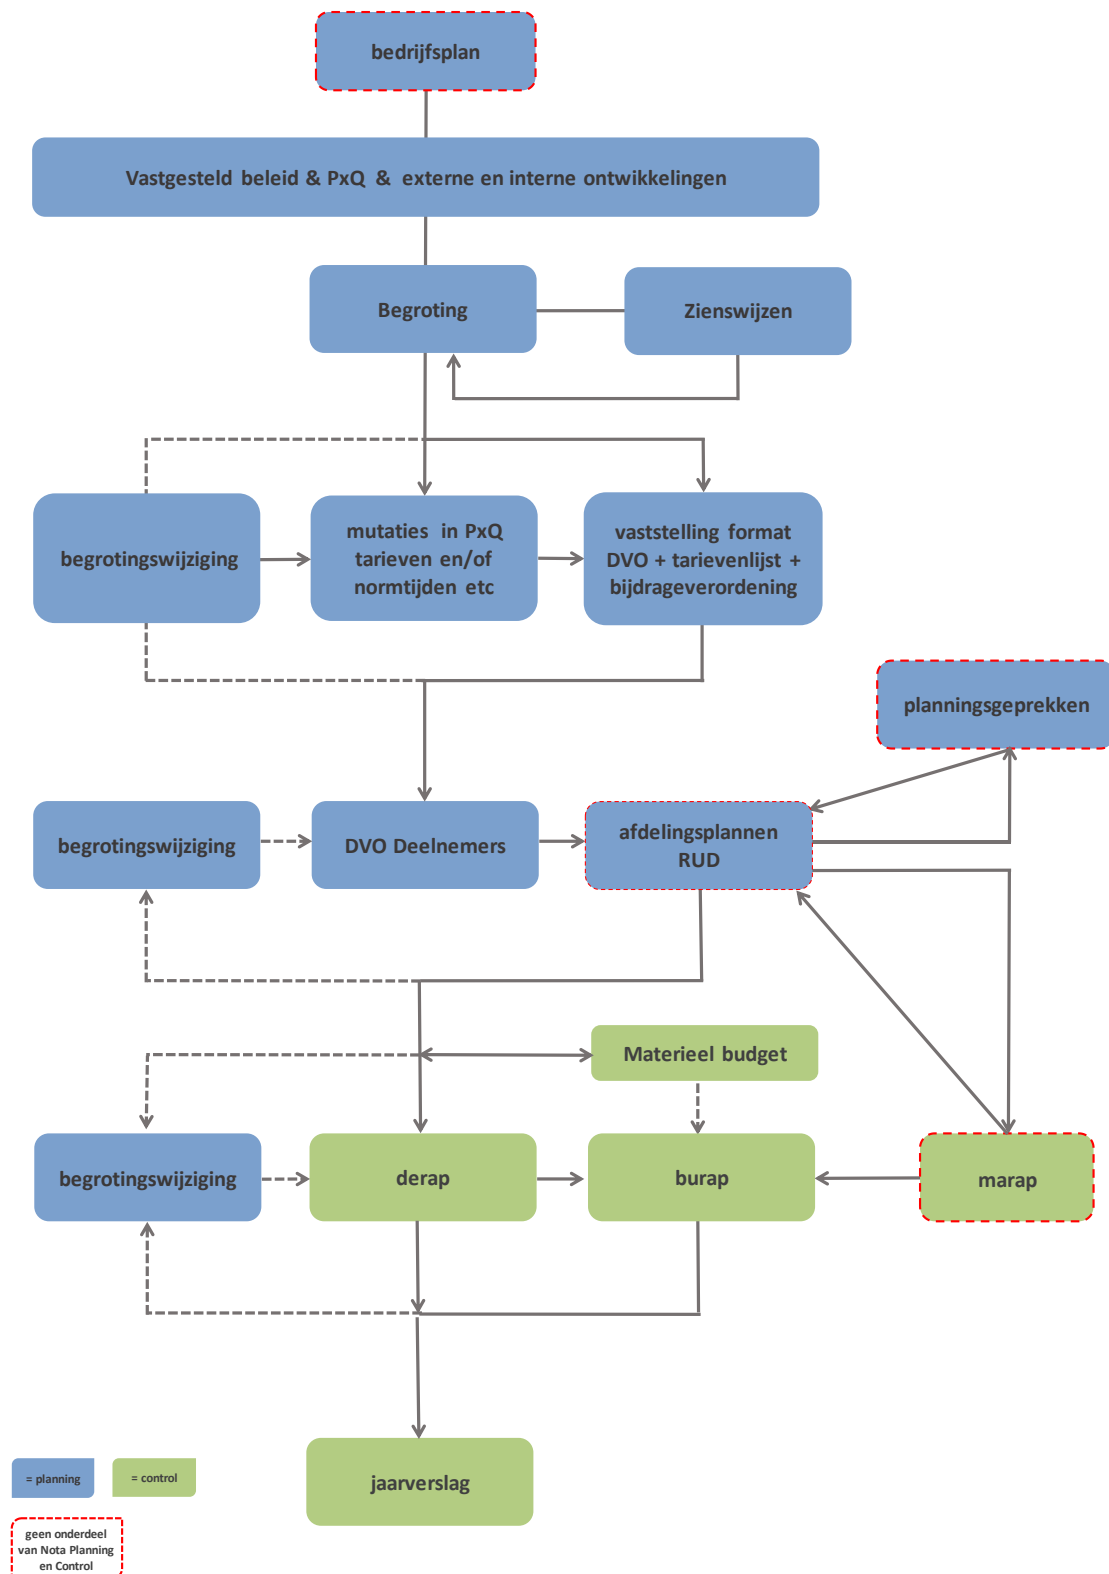 bedrijfsplan
Vastgesteld beleid & PxQ & externe en interne ontwikkelingen
Begroting
Zienswijzen
begrotingswijziging
mutaties in PxQ
tarieven en/of
normtijden etc
vaststelling format
DVO + tarievenlijst +
bijdrageverordening
planningsgeprekken
begrotingswijziging
DVO Deelnemers
afdelingsplannen
RUD
Materieel budget
begrotingswijziging
derap
burap
marap
jaarverslag
= planning
= control
geen onderdeel
van Nota Planning
en Control